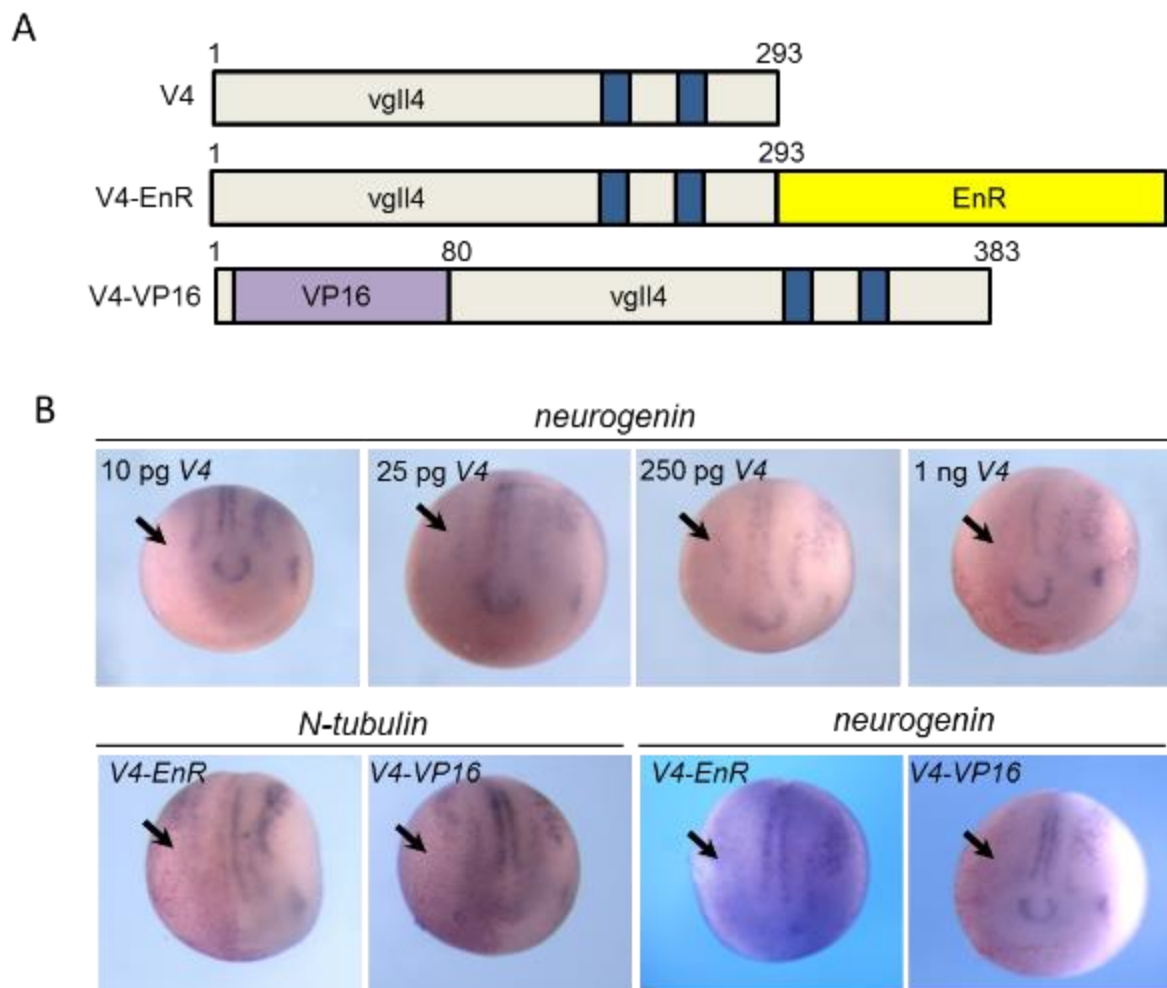 A
1 293
V4 vgll4
1 293
V4-EnR vgll4 EnR
1 80 383
V4-VP16 VP16 vgll4
B
neurogenin
10 pg V4 25 pg V4 250 pg V4 1 ng V4
N-tubulin neurogenin
V4-EnR V4-VP16 V4-EnR V4-VP16